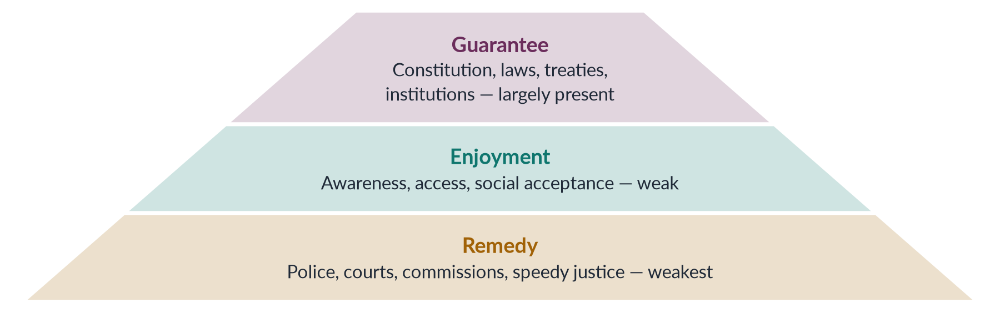 Guarantee
Constitution, laws, treaties,
institutions — largely present
Enjoyment
Awareness, access, social acceptance — weak
Remedy
Police, courts, commissions, speedy justice — weakest